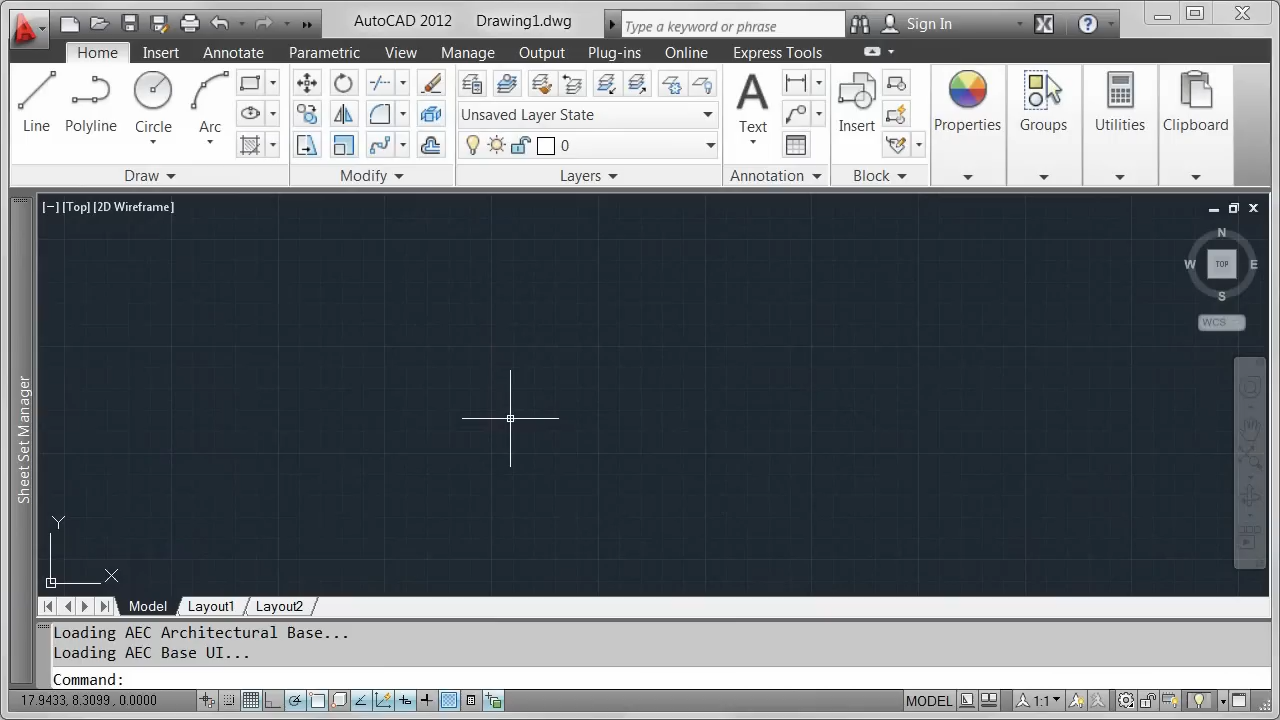 AutoCAD 2012 Drawing1.dwg
Type a keyword or phrase
Sign In
Home Insert Annotate Parametric View Manage Output Plug-ins Online Express Tools
Line Polyline Circle Arc
Draw
Modify
Unsaved Layer State
0
Layers
A
Text
Annotation
Insert
Block
Properties
Groups
Utilities
Clipboard
[−] [Top] [2D Wireframe]
N
W TOP E
S
WCS
Sheet Set Manager
Y
X
Model Layout1 Layout2
Loading AEC Architectural Base...
Loading AEC Base UI...
Command:
17.9433, 8.3099, 0.0000
MODEL
1:1